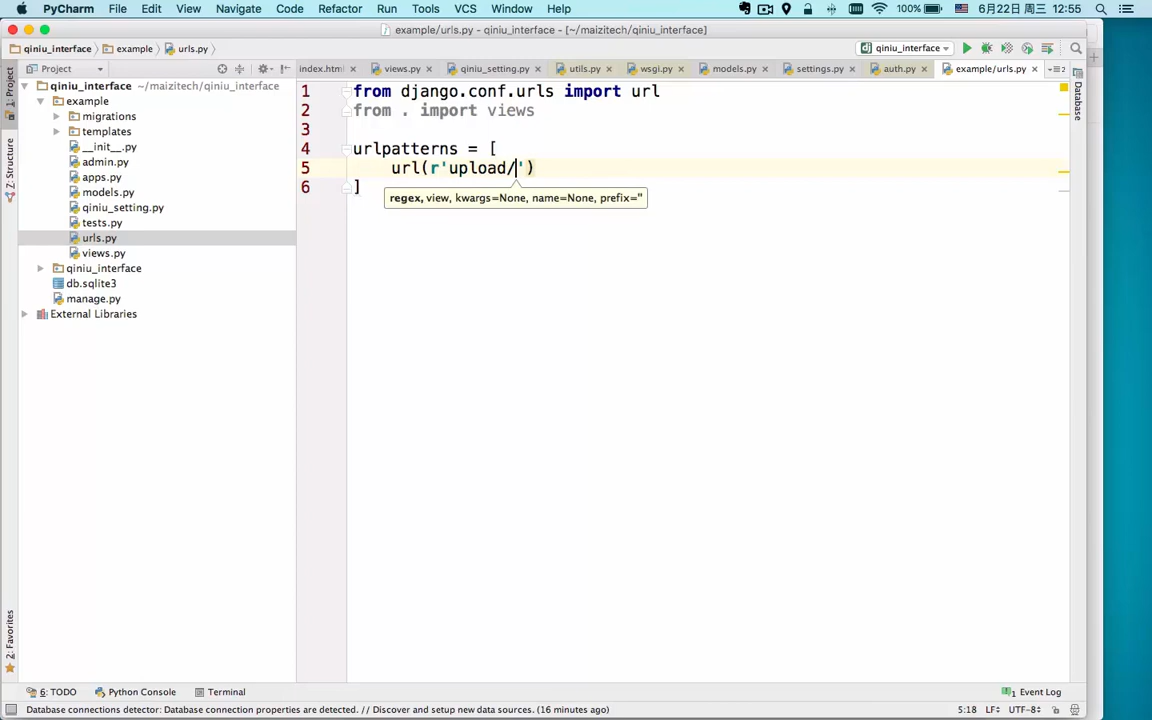 PyCharm File Edit View Navigate Code Refactor Run Tools VCS Window Help 100% 6月22日 周三 12:55
example/urls.py - qiniu_interface - [~/maizitech/qiniu_interface]
qiniu_interface example urls.py qiniu_interface
Project index.htm views.py qiniu_setting.py utils.py wsgi.py models.py settings.py auth.py example/urls.py
1: Project
Z: Structure
2: Favorites
Database
qiniu_interface ~/maizitech/qiniu_interface
example
migrations
templates
__init__.py
admin.py
apps.py
models.py
qiniu_setting.py
tests.py
urls.py
views.py
qiniu_interface
db.sqlite3
manage.py
External Libraries
1 from django.conf.urls import url
2 from . import views
3
4 urlpatterns = [
5 url(r'upload/')
6 ]
regex, view, kwargs=None, name=None, prefix=''
6: TODO Python Console Terminal 1 Event Log
Database connections detector: Database connection properties are detected. // Discover and setup new data sources. (16 minutes ago) 5:18 LF UTF-8